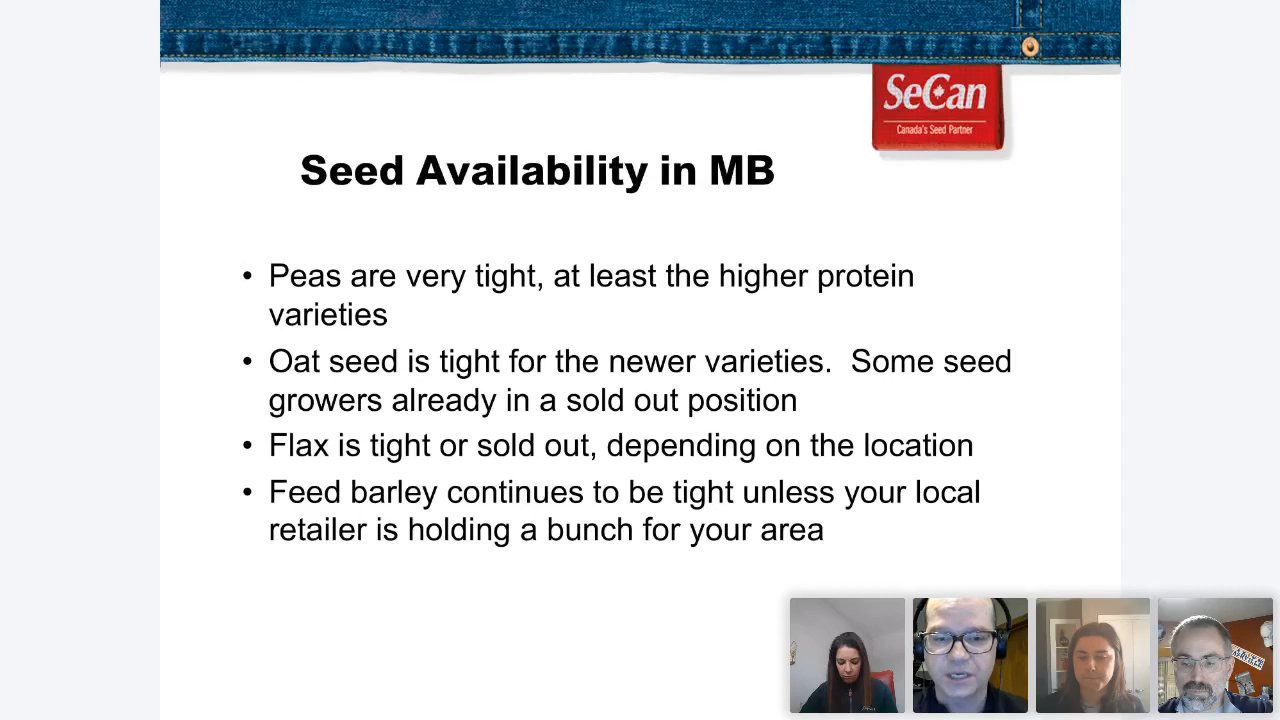 SeCan
Canada's Seed Partner
Seed Availability in MB
• Peas are very tight, at least the higher protein
varieties
• Oat seed is tight for the newer varieties.  Some seed
growers already in a sold out position
• Flax is tight or sold out, depending on the location
• Feed barley continues to be tight unless your local
retailer is holding a bunch for your area